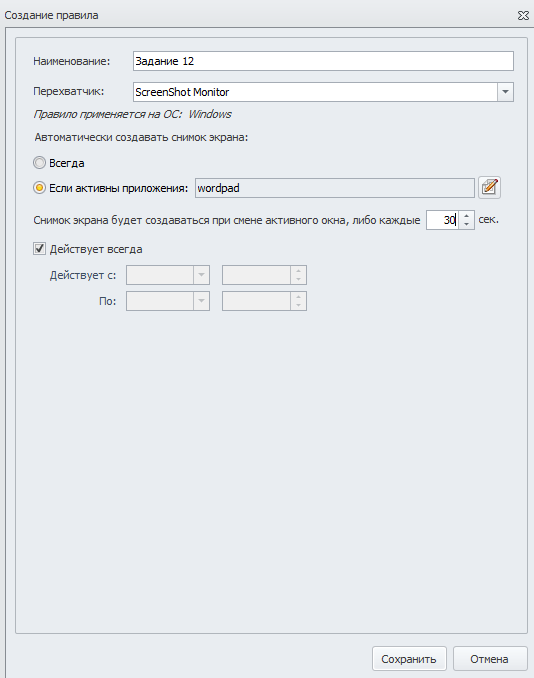 Создание правила
Наименование: Задание 12
Перехватчик: ScreenShot Monitor
Правило применяется на ОС: Windows
Автоматически создавать снимок экрана:
Всегда
Если активны приложения: wordpad
Снимок экрана будет создаваться при смене активного окна, либо каждые 30 сек.
Действует всегда
Действует с:
По:
Сохранить Отмена